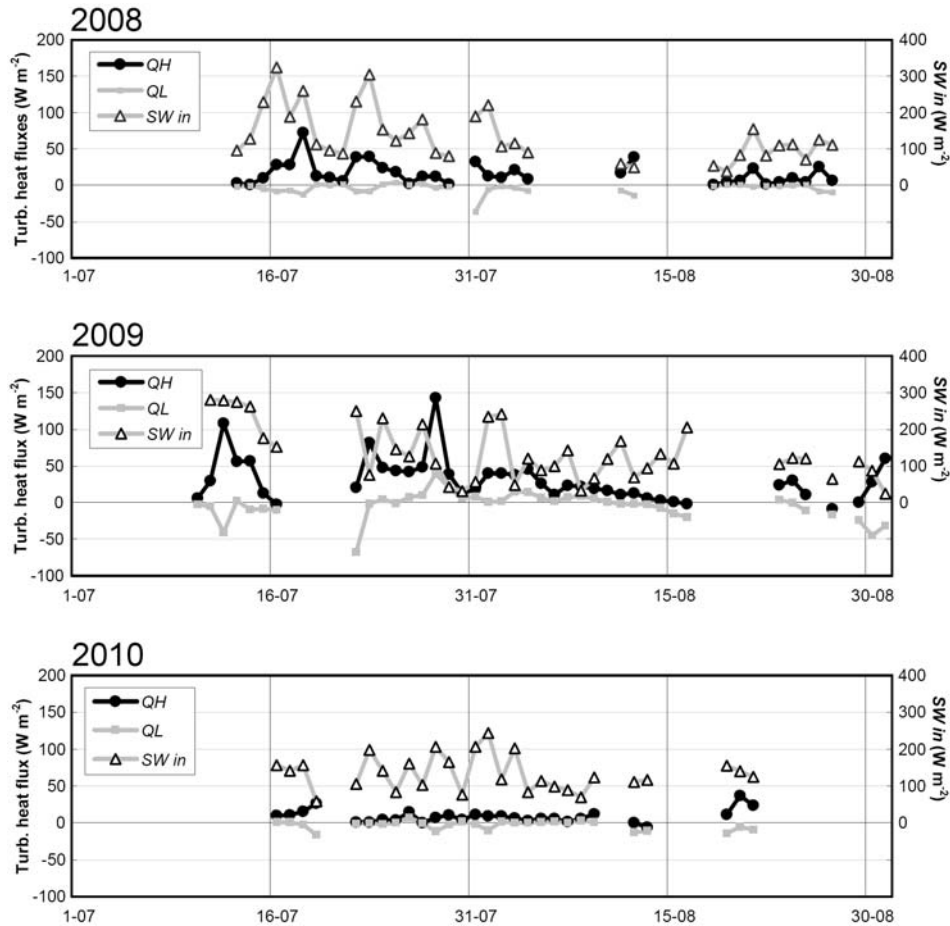 2008
200
150
100
50
0
-50
-100
Turb. heat fluxes (W m⁻²)
QH
QL
SW in
400
300
200
100
0
SW in (W m⁻²)
1-07 16-07 31-07 15-08 30-08
2009
200
150
100
50
0
-50
-100
Turb. heat flux (W m⁻²)
QH
QL
SW in
400
300
200
100
0
SW in (W m⁻²)
1-07 16-07 31-07 15-08 30-08
2010
200
150
100
50
0
-50
-100
Turb. heat flux (W m⁻²)
QH
QL
SW in
400
300
200
100
0
SW in (W m⁻²)
1-07 16-07 31-07 15-08 30-08